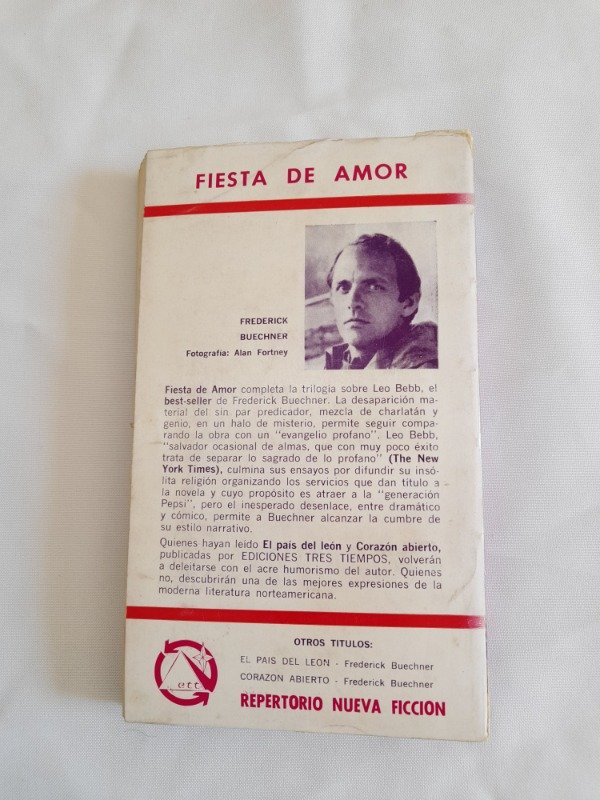 FIESTA DE AMOR
FREDERICK
BUECHNER
Fotografía: Alan Fortney
Fiesta de Amor completa la trilogía sobre Leo Bebb, el
best-seller de Frederick Buechner. La desaparición ma-
terial del sin par predicador, mezcla de charlatán y
genio, en un halo de misterio, permite seguir compa-
rando la obra con un "evangelio profano". Leo Bebb,
"salvador ocasional de almas, que con muy poco éxito
trata de separar lo sagrado de lo profano" (The New
York Times), culmina sus ensayos por difundir su insó-
lita religión organizando los servicios que dan título a
la novela y cuyo propósito es atraer a la "generación
Pepsi", pero el inesperado desenlace, entre dramático
y cómico, permite a Buechner alcanzar la cumbre de
su estilo narrativo.
Quienes hayan leído El país del león y Corazón abierto,
publicadas por EDICIONES TRES TIEMPOS, volverán
a deleitarse con el acre humorismo del autor. Quienes
no, descubrirán una de las mejores expresiones de la
moderna literatura norteamericana.
OTROS TITULOS:
EL PAIS DEL LEON - Frederick Buechner
CORAZON ABIERTO - Frederick Buechner
REPERTORIO NUEVA FICCION
ett